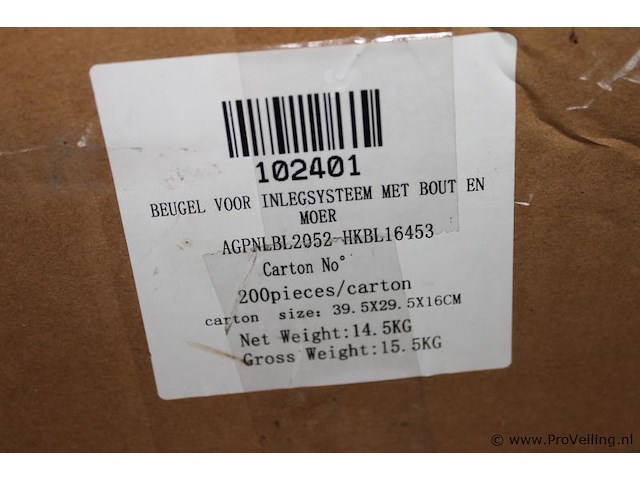 102401
BEUGEL VOOR INLEGSYSTEEM MET BOUT EN
MOER
AGPNLBL2052-HKBL16453
Carton No°
200pieces/carton
carton size: 39.5X29.5X16CM
Net Weight:14.5KG
Gross Weight:15.5KG
© www.ProVeiling.nl